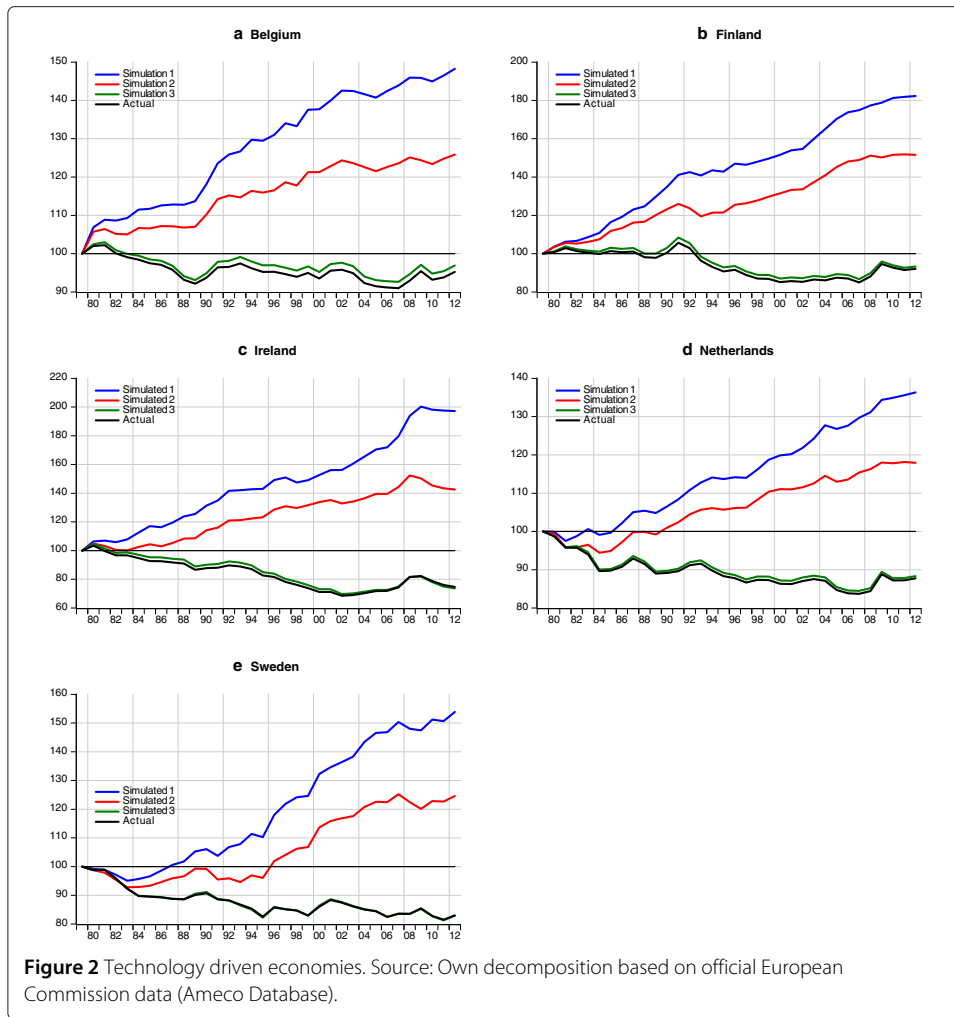 a Belgium
150
140
130
120
110
100
90
Simulation 1
Simulation 2
Simulation 3
Actual
94 80 82 84 86 88 90 92 94 96 98 00 02 04 06 08 10 12
b Finland
200
180
160
140
120
100
80
Simulated 1
Simulated 2
Simulated 3
Actual
80 82 84 86 88 90 92 94 96 98 00 02 04 06 08 10 12
c Ireland
220
200
180
160
140
120
100
80
60
Simulated 1
Simulated 2
Simulated 3
Actual
80 82 84 86 88 90 92 94 96 98 00 02 04 06 08 10 12
d Netherlands
140
130
120
110
100
90
80
Simulation 1
Simulation 2
Simulation 3
Actual
80 82 84 86 88 90 92 94 96 98 00 02 04 06 08 10 12
e Sweden
160
150
140
130
120
110
100
90
80
Simulated 1
Simulated 2
Simulated 3
Actual
80 82 84 86 88 90 92 94 96 98 00 02 04 06 08 10 12
Figure 2 Technology driven economies. Source: Own decomposition based on official European
Commission data (Ameco Database).